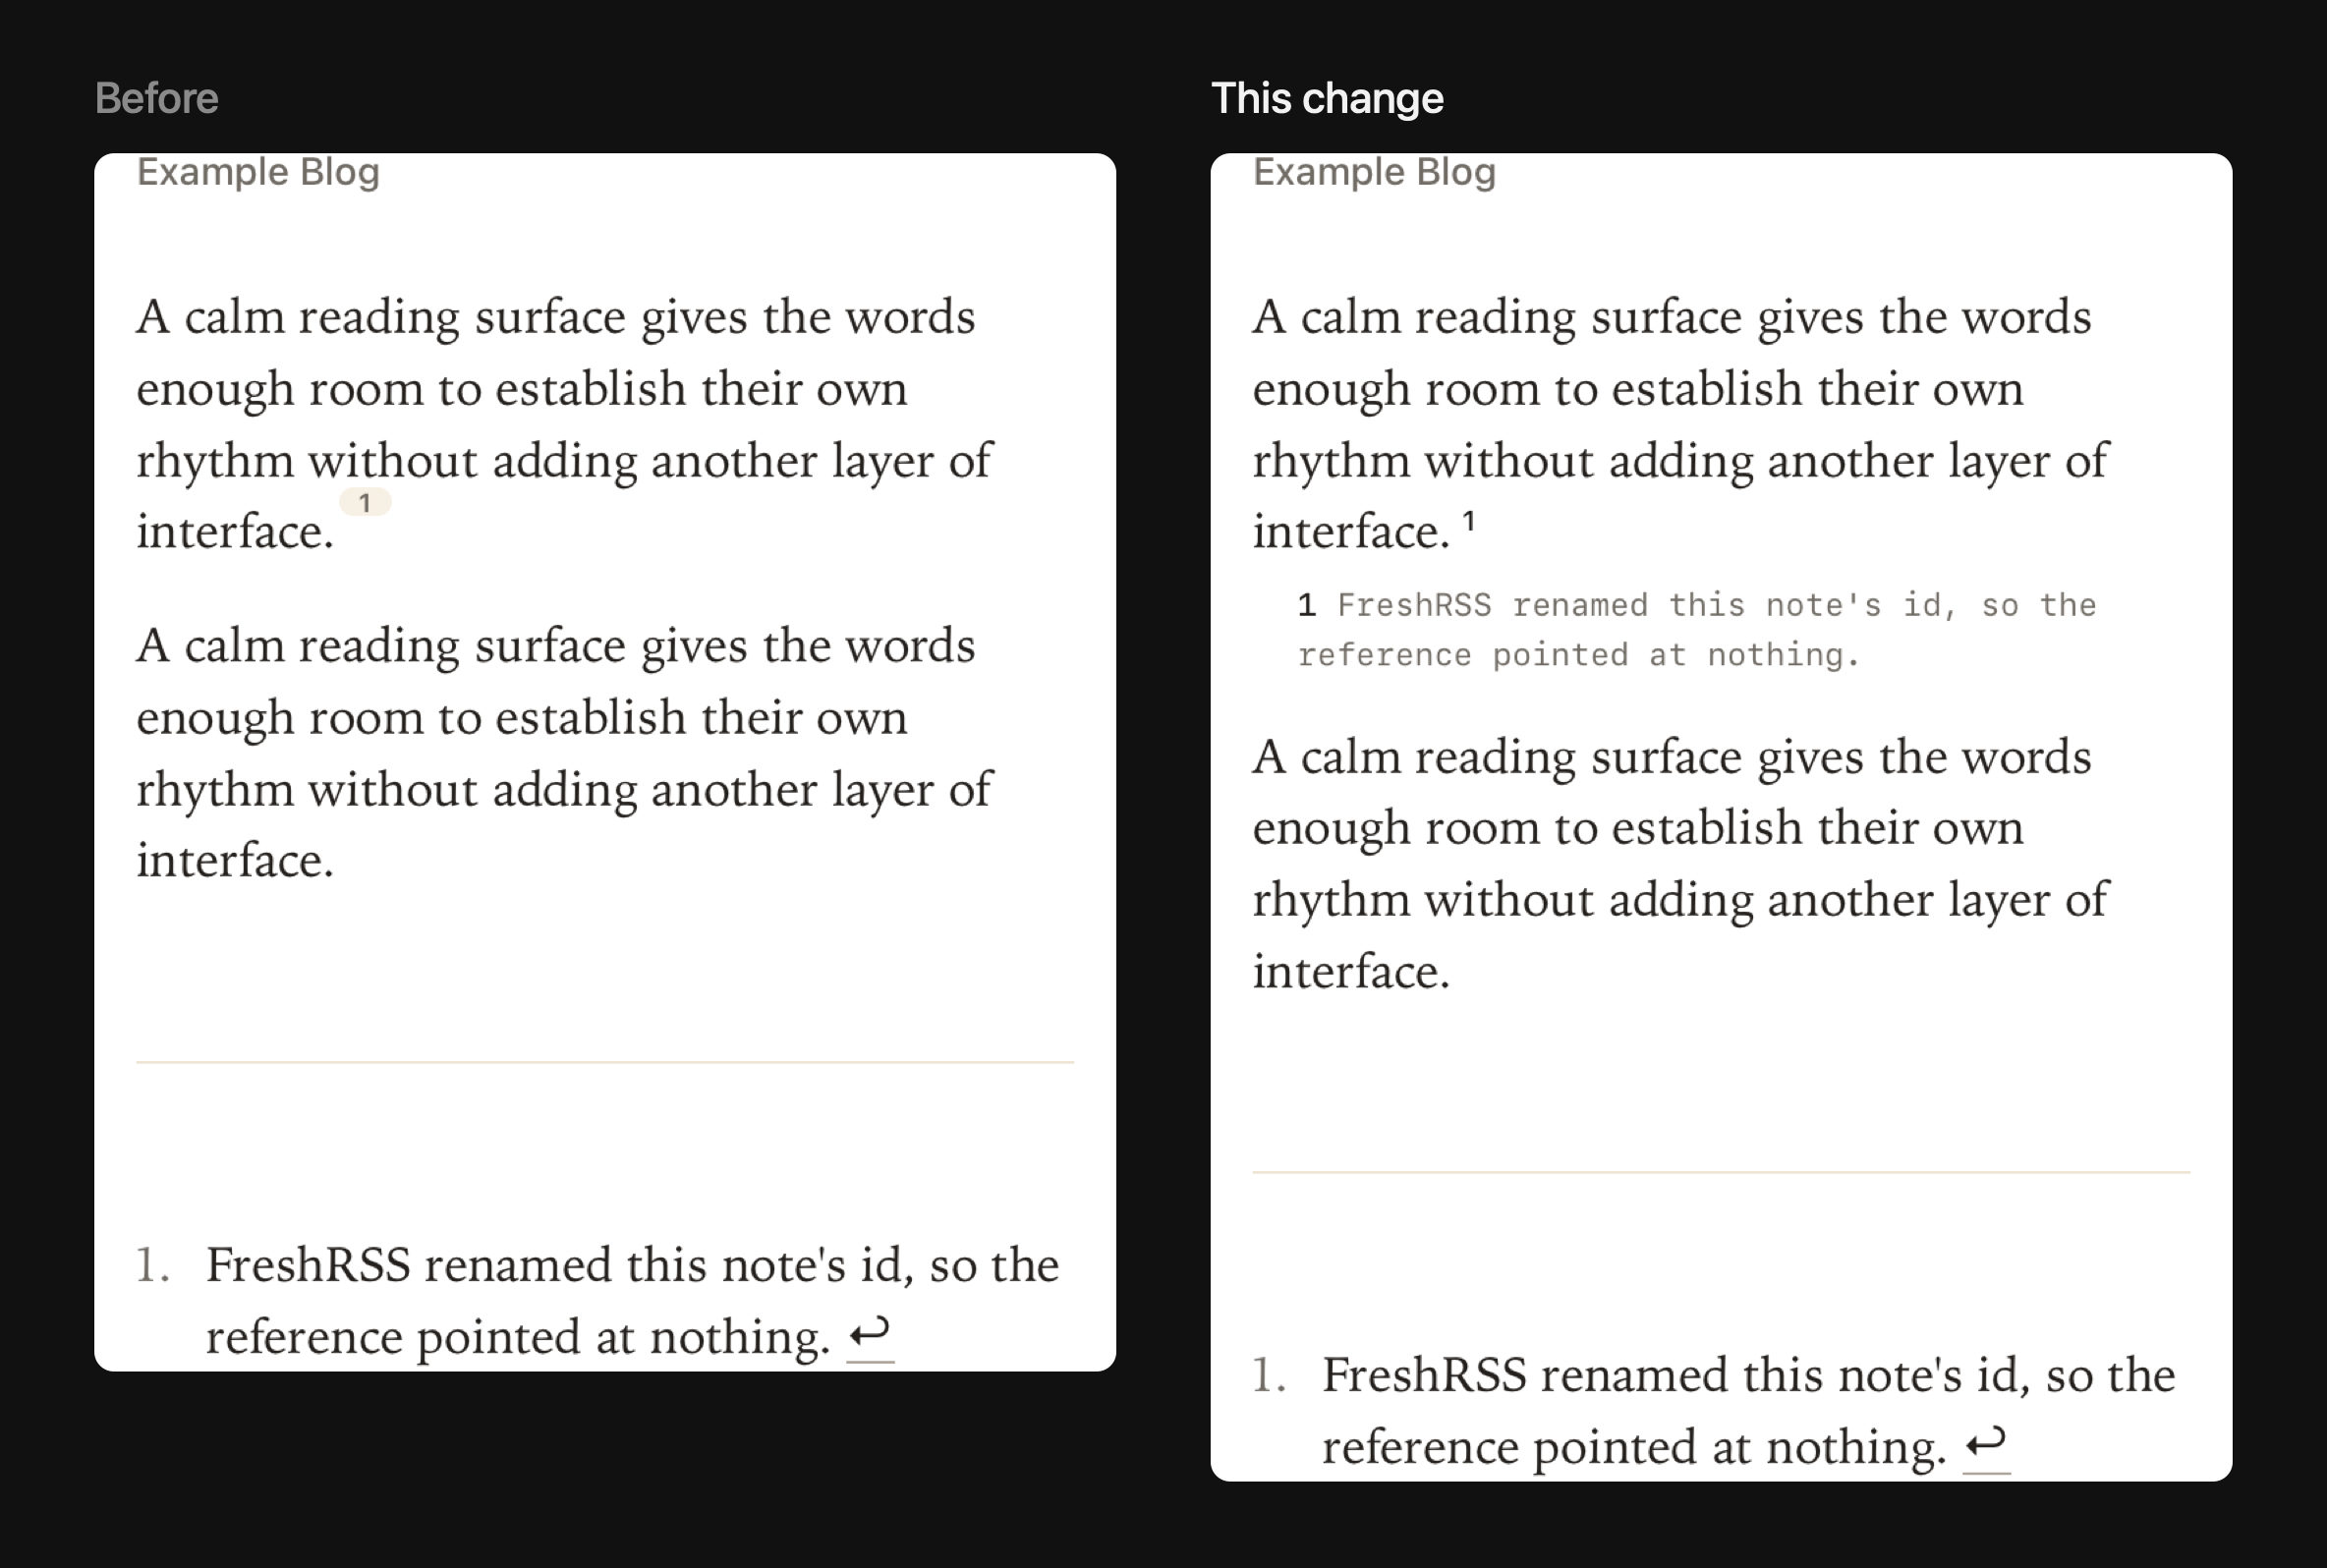 Before
Example Blog
A calm reading surface gives the words
enough room to establish their own
rhythm without adding another layer of
interface. 1
A calm reading surface gives the words
enough room to establish their own
rhythm without adding another layer of
interface.
1. FreshRSS renamed this note's id, so the
reference pointed at nothing. ↩
This change
Example Blog
A calm reading surface gives the words
enough room to establish their own
rhythm without adding another layer of
interface. 1
1 FreshRSS renamed this note's id, so the
reference pointed at nothing.
A calm reading surface gives the words
enough room to establish their own
rhythm without adding another layer of
interface.
1. FreshRSS renamed this note's id, so the
reference pointed at nothing. ↩